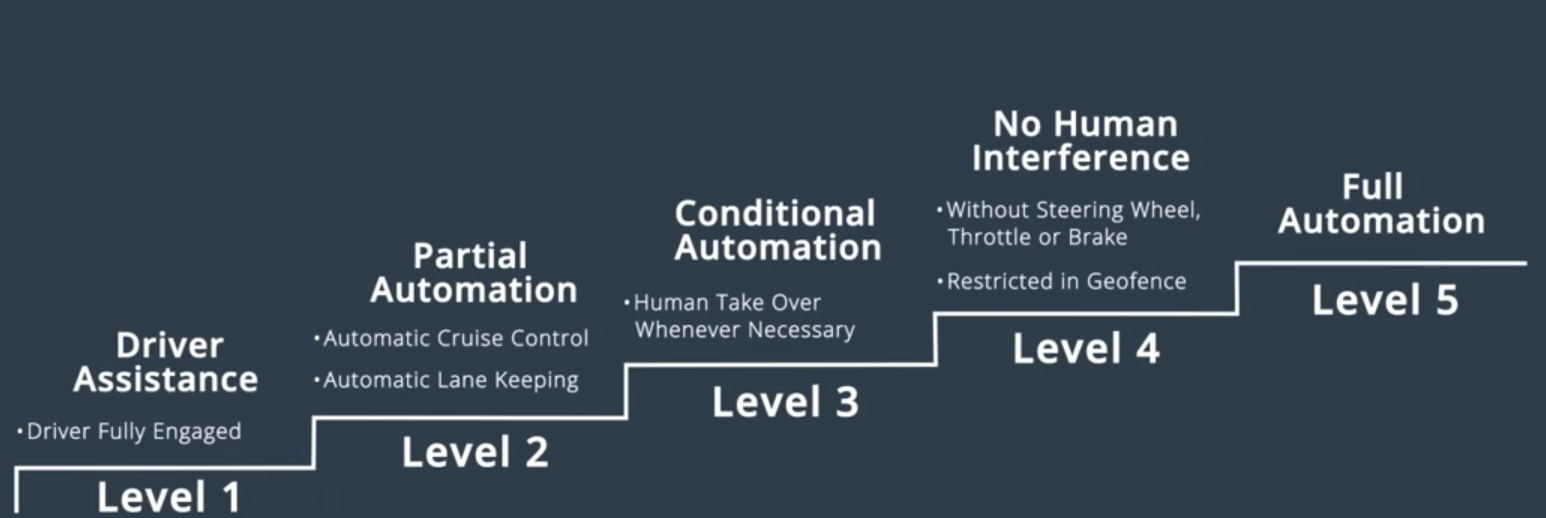 Driver
Assistance
•Driver Fully Engaged
Level 1
Partial
Automation
•Automatic Cruise Control
•Automatic Lane Keeping
Level 2
Conditional
Automation
•Human Take Over
Whenever Necessary
Level 3
No Human
Interference
•Without Steering Wheel,
Throttle or Brake
•Restricted in Geofence
Level 4
Full
Automation
Level 5